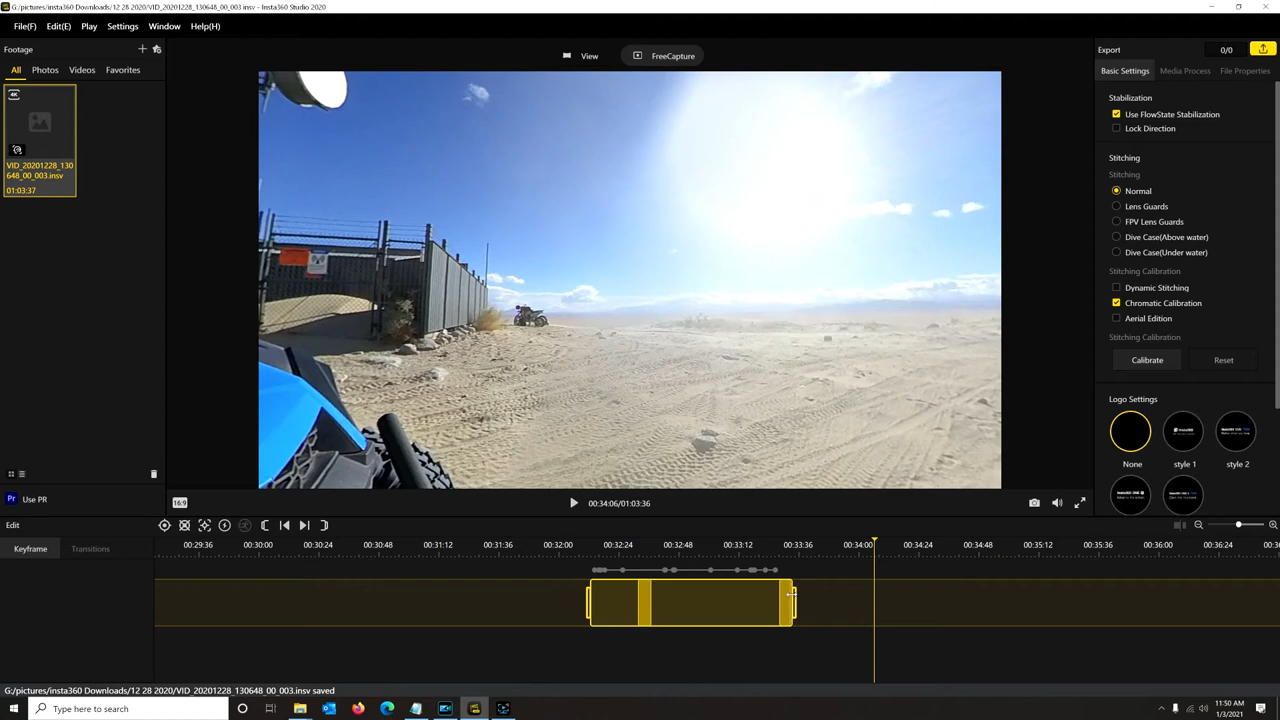 G:/pictures/insta360 Downloads/12 28 2020/VID_20201228_130648_00_003.insv - Insta360 Studio 2020
File(F) Edit(E) Play Settings Window Help(H)
Footage
All Photos Videos Favorites
4K
VID_20201228_130648_00_003.insv
01:03:37
Pr Use PR
View FreeCapture
16:9
00:34:06/01:03:36
Export 0/0
Basic Settings Media Process File Properties
Stabilization
Use FlowState Stabilization
Lock Direction
Stitching
Stitching
Normal
Lens Guards
FPV Lens Guards
Dive Case(Above water)
Dive Case(Under water)
Stitching Calibration
Dynamic Stitching
Chromatic Calibration
Aerial Edition
Stitching Calibration
Calibrate Reset
Logo Settings
None style 1 style 2
Edit
Keyframe Transitions
00:29:36 00:30:00 00:30:24 00:30:48 00:31:12 00:31:36 00:32:00 00:32:24 00:32:48 00:33:12 00:33:36 00:34:00 00:34:24 00:34:48 00:35:12 00:35:36 00:36:00 00:36:24
G:/pictures/insta360 Downloads/12 28 2020/VID_20201228_130648_00_003.insv saved
Type here to search
11:50 AM
1/3/2021